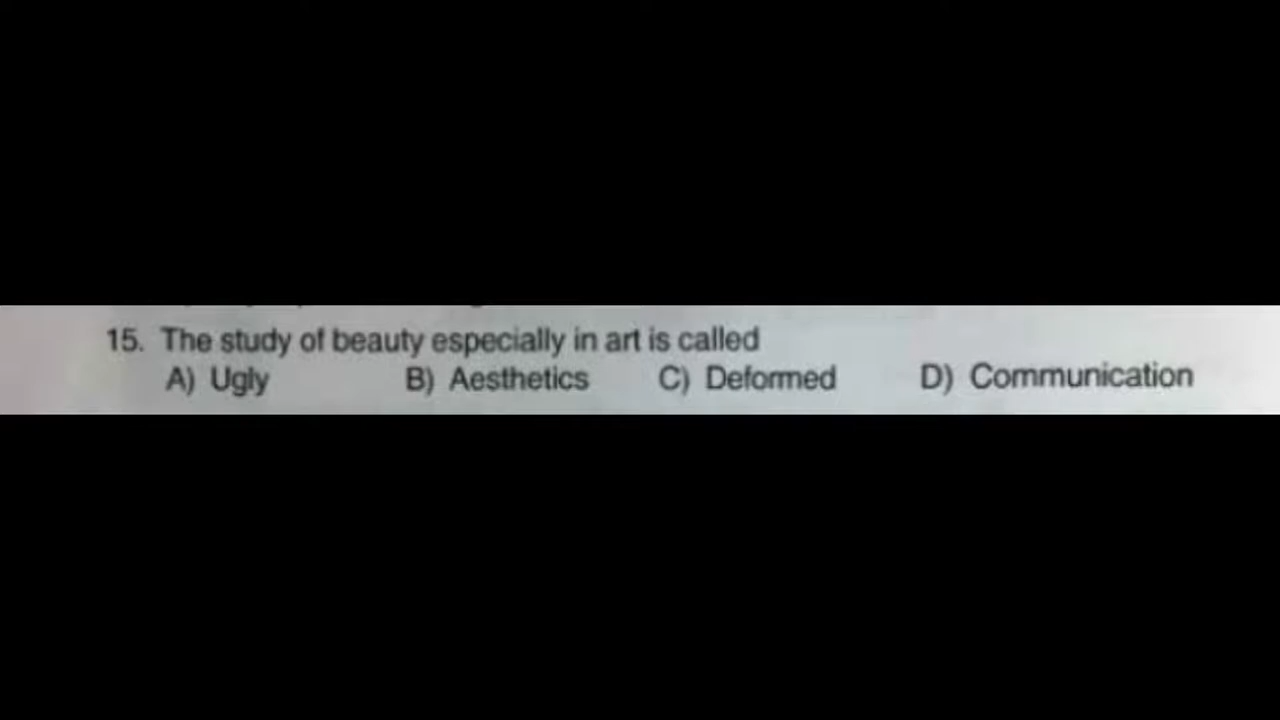 15. The study of beauty especially in art is called
A) Ugly B) Aesthetics C) Deformed D) Communication